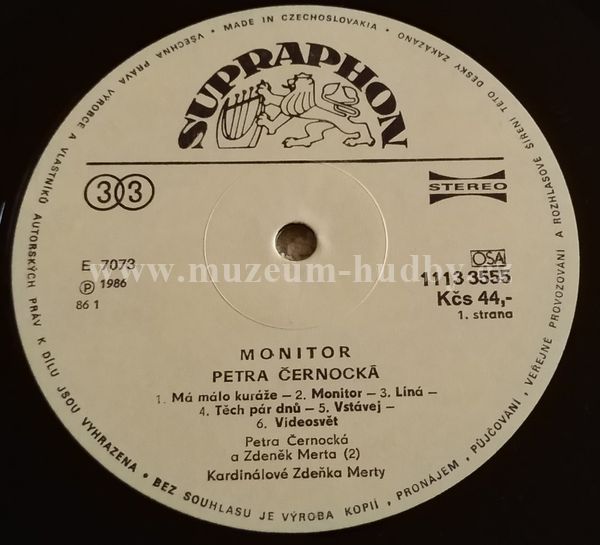 VŠECHNA PRÁVA VÝROBCE A VLASTNÍKŮ AUTORSKÝCH PRÁV K DÍLU JSOU VYHRAZENA • BEZ SOUHLASU JE VÝROBA KOPIÍ, PRONÁJEM, PŮJČOVÁNÍ, VEŘEJNÉ PROVOZOVÁNÍ A ROZHLASOVÉ ŠÍŘENÍ TÉTO DESKY ZAKÁZÁNO • MADE IN CZECHOSLOVAKIA •
SUPRAPHON
33
STEREO
www.muzeum-hudby.cz
E 7073
OSA
℗ 1986
1113 3555
86 1
Kčs 44,-
1. strana
MONITOR
PETRA ČERNOCKÁ
1. Má málo kuráže – 2. Monitor – 3. Líná –
4. Těch pár dnů – 5. Vstávej –
6. Videosvět
Petra Černocká
a Zdeněk Merta (2)
Kardinálové Zdeňka Merty